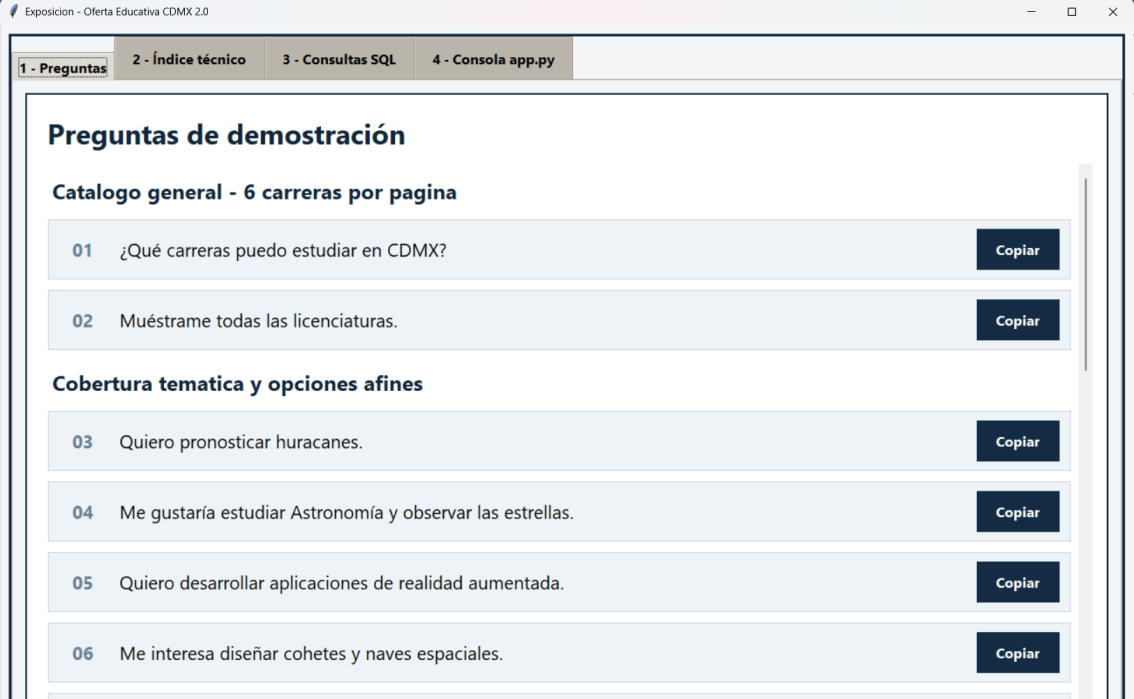 Exposicion - Oferta Educativa CDMX 2.0
1 - Preguntas
2 - Índice técnico
3 - Consultas SQL
4 - Consola app.py
Preguntas de demostración
Catalogo general - 6 carreras por pagina
01 ¿Qué carreras puedo estudiar en CDMX? Copiar
02 Muéstrame todas las licenciaturas. Copiar
Cobertura tematica y opciones afines
03 Quiero pronosticar huracanes. Copiar
04 Me gustaría estudiar Astronomía y observar las estrellas. Copiar
05 Quiero desarrollar aplicaciones de realidad aumentada. Copiar
06 Me interesa diseñar cohetes y naves espaciales. Copiar